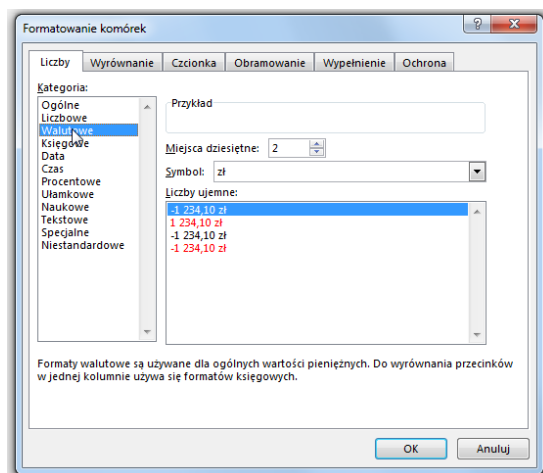 Formatowanie komórek
Liczby Wyrównanie Czcionka Obramowanie Wypełnienie Ochrona
Kategoria:
Ogólne
Liczbowe
Walutowe
Księgowe
Data
Czas
Procentowe
Ułamkowe
Naukowe
Tekstowe
Specjalne
Niestandardowe
Przykład
Miejsca dziesiętne: 2
Symbol: zł
Liczby ujemne:
-1 234,10 zł
1 234,10 zł
-1 234,10 zł
-1 234,10 zł
Formaty walutowe są używane dla ogólnych wartości pieniężnych. Do wyrównania przecinków
w jednej kolumnie używa się formatów księgowych.
OK Anuluj